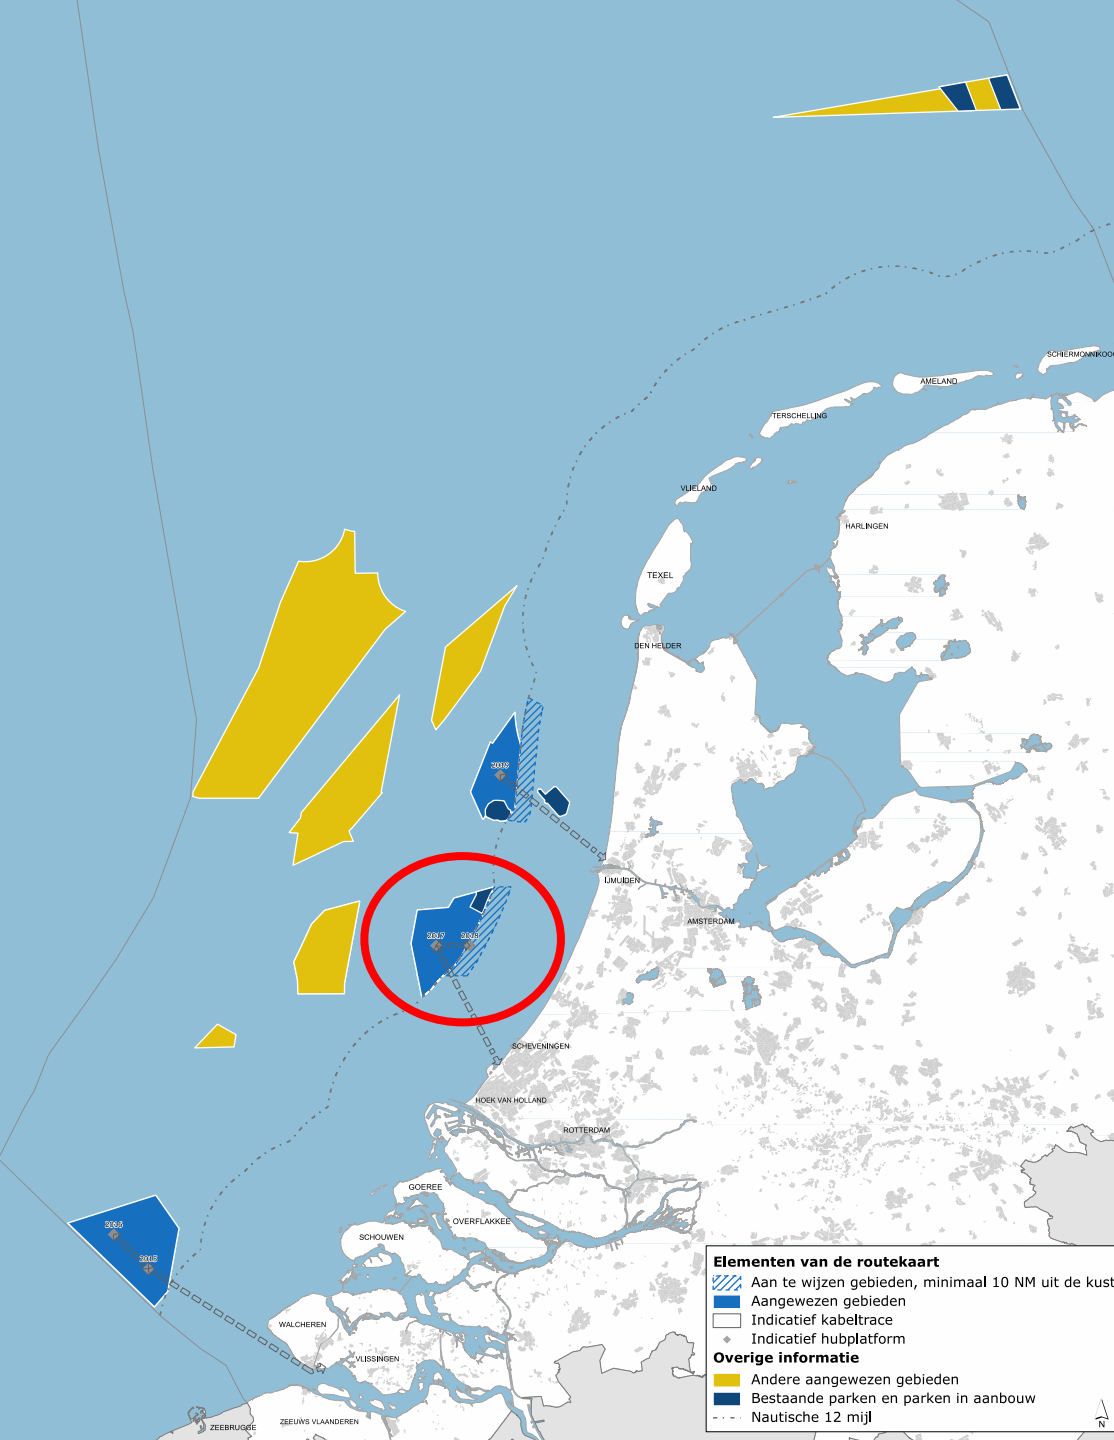 SCHIERMONNIKOO
AMELAND
TERSCHELLING
VLIELAND
HARLINGEN
TEXEL
DEN HELDER
2019
IJMUIDEN
AMSTERDAM
2017
2018
SCHEVENINGEN
HOEK VAN HOLLAND
ROTTERDAM
GOEREE
OVERFLAKKEE
2016
SCHOUWEN
2015
WALCHEREN
VLISSINGEN
ZEEUWS VLAANDEREN
ZEEBRUGGE
Elementen van de routekaart
Aan te wijzen gebieden, minimaal 10 NM uit de kust
Aangewezen gebieden
Indicatief kabeltrace
Indicatief hubplatform
Overige informatie
Andere aangewezen gebieden
Bestaande parken en parken in aanbouw
Nautische 12 mijl
N